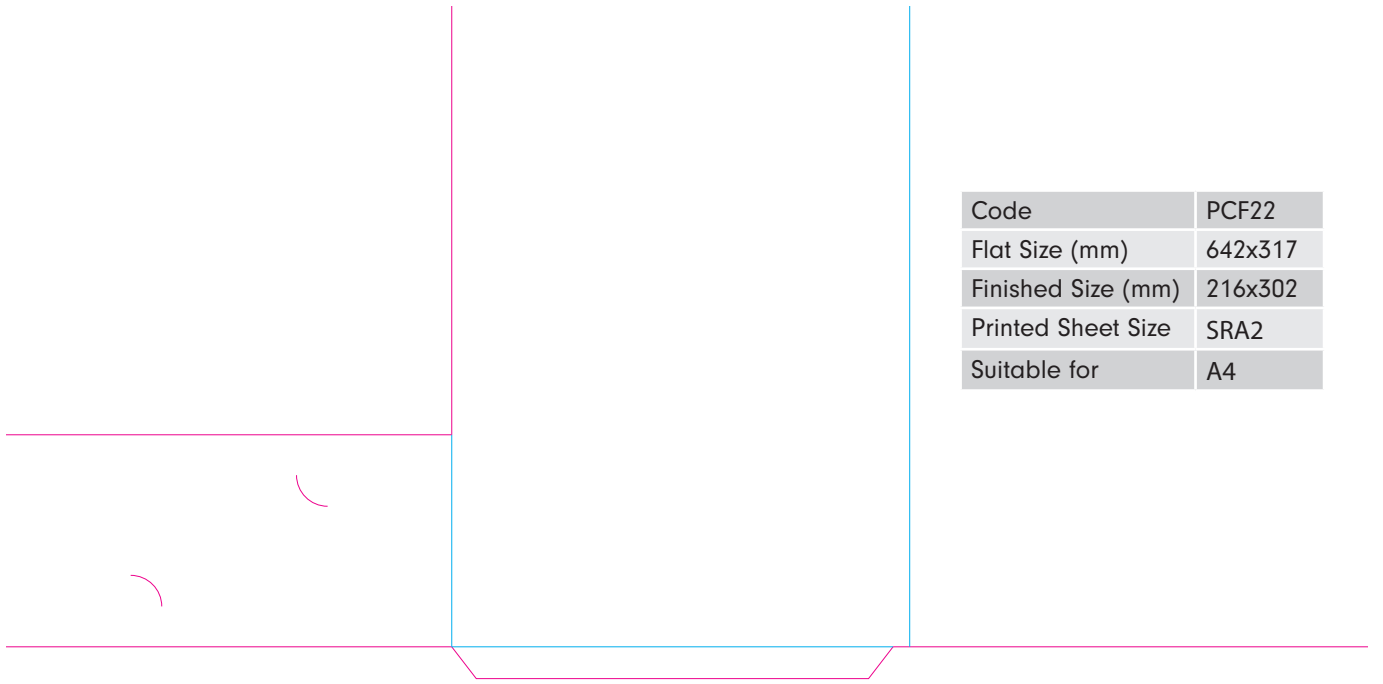 Code PCF22
Flat Size (mm) 642x317
Finished Size (mm) 216x302
Printed Sheet Size SRA2
Suitable for A4